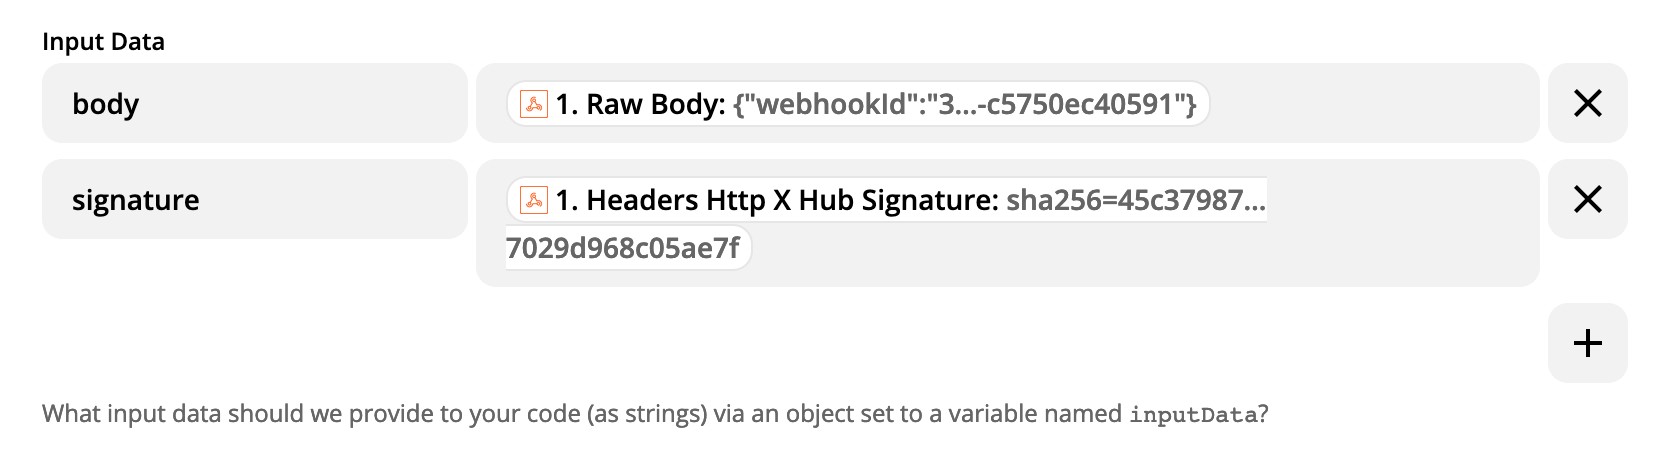 Input Data
body
1. Raw Body: {"webhookId":"3...-c5750ec40591"}
signature
1. Headers Http X Hub Signature: sha256=45c37987...
7029d968c05ae7f
What input data should we provide to your code (as strings) via an object set to a variable named inputData?